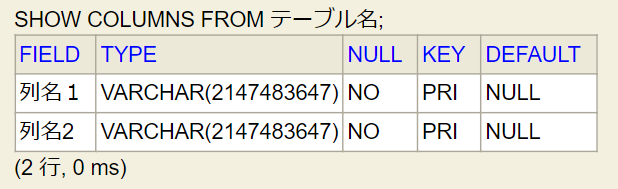 SHOW COLUMNS FROM テーブル名;
FIELD TYPE NULL KEY DEFAULT
列名１ VARCHAR(2147483647) NO PRI NULL
列名2 VARCHAR(2147483647) NO PRI NULL
(2 行, 0 ms)